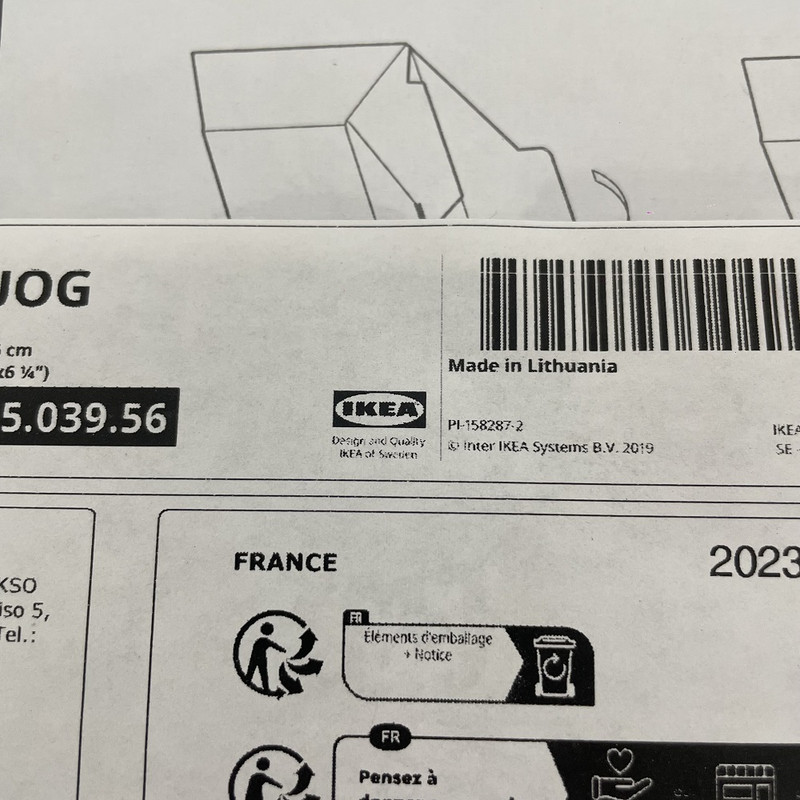 JOG
cm
x6 ¼")
5.039.56
IKEA
Design and Quality
IKEA of Sweden
Made in Lithuania
PI-158287-2
© Inter IKEA Systems B.V. 2019
IKEA
SE -
KSO
iso 5,
Tel.:
FRANCE
2023
FR
Éléments d'emballage
+ Notice
FR
Pensez à